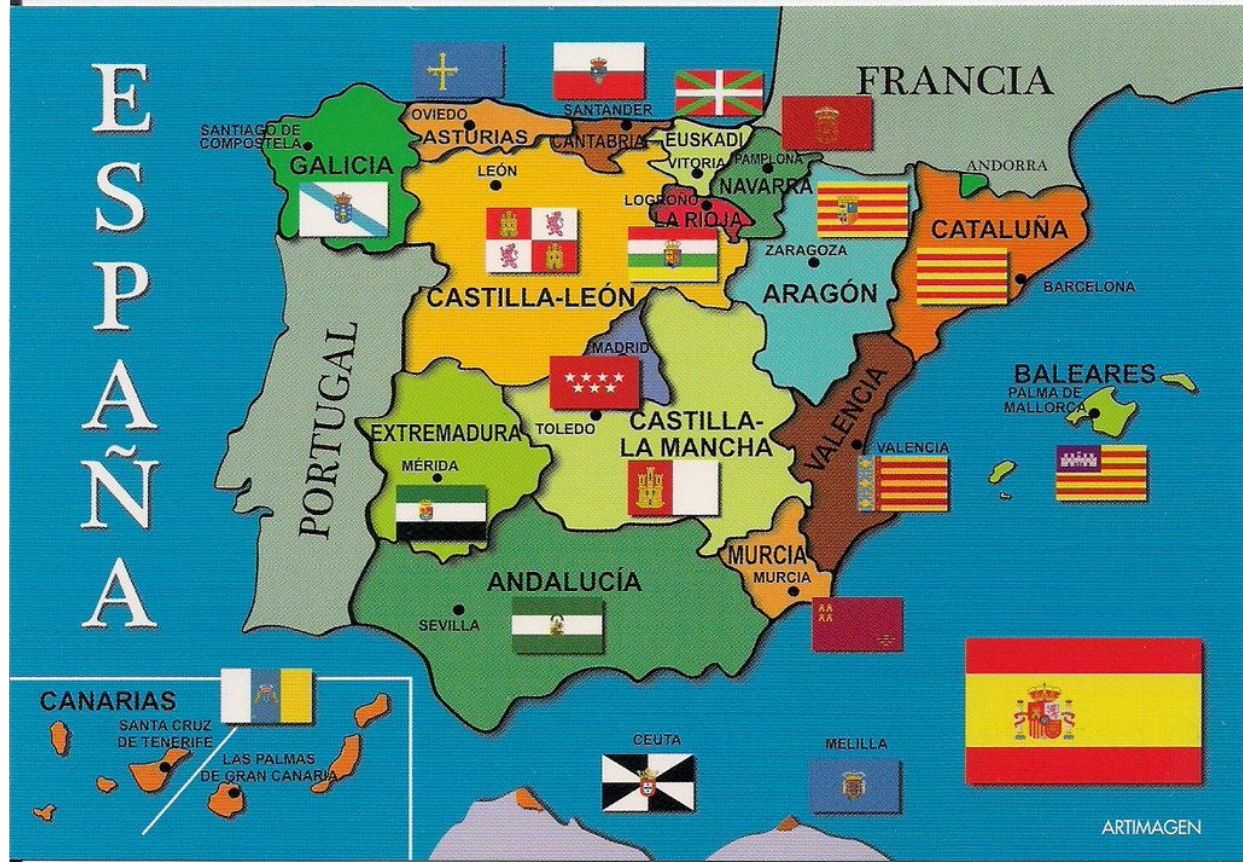 ESPAÑA
FRANCIA
ANDORRA
PORTUGAL
SANTIAGO DE
COMPOSTELA
GALICIA
OVIEDO
ASTURIAS
SANTANDER
CANTABRIA
EUSKADI
VITORIA
PAMPLONA
NAVARRA
LEÓN
LOGROÑO
LA RIOJA
CASTILLA-LEÓN
ZARAGOZA
ARAGÓN
CATALUÑA
BARCELONA
MADRID
TOLEDO
CASTILLA-
LA MANCHA
EXTREMADURA
MÉRIDA
VALENCIA
VALENCIA
BALEARES
PALMA DE
MALLORCA
MURCIA
MURCIA
ANDALUCÍA
SEVILLA
CANARIAS
SANTA CRUZ
DE TENERIFE
LAS PALMAS
DE GRAN CANARIA
CEUTA
MELILLA
ARTIMAGEN